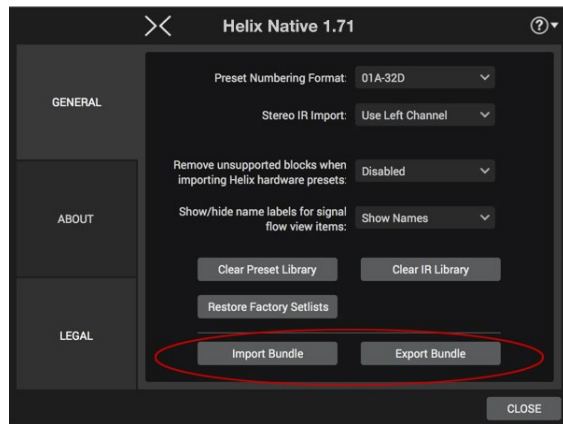 Helix Native 1.71
?
GENERAL
ABOUT
LEGAL
Preset Numbering Format: 01A-32D
Stereo IR Import: Use Left Channel
Remove unsupported blocks when
importing Helix hardware presets: Disabled
Show/hide name labels for signal
flow view items: Show Names
Clear Preset Library Clear IR Library
Restore Factory Setlists
Import Bundle Export Bundle
CLOSE